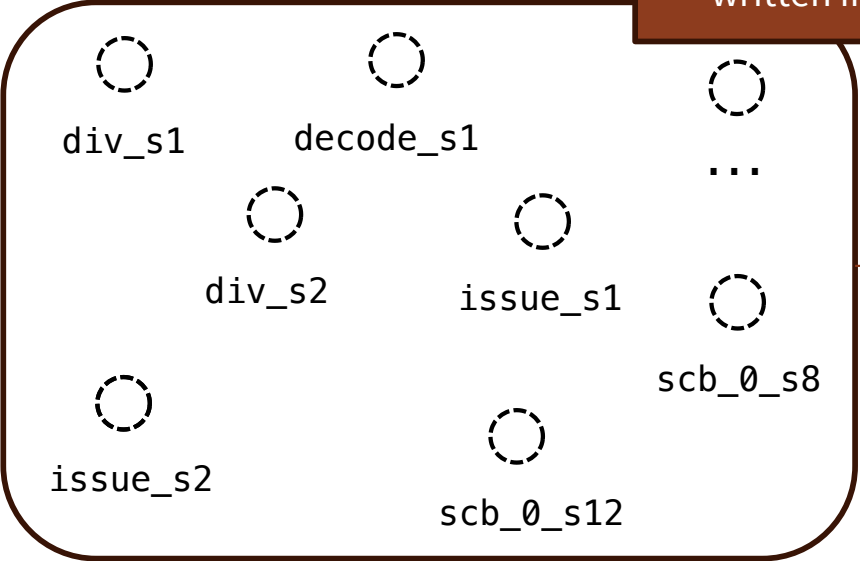 div_s1
decode_s1
...
div_s2
issue_s1
scb_0_s8
issue_s2
scb_0_s12